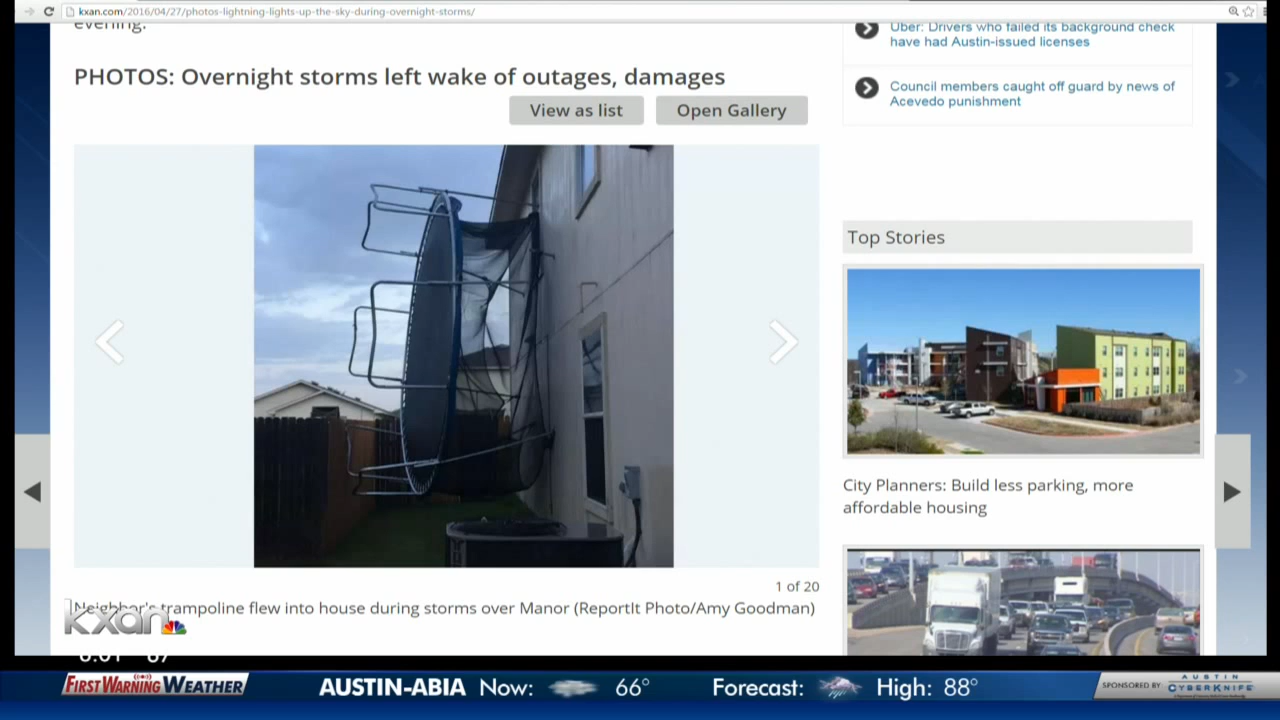 kxan.com/2016/04/27/photos-lightning-lights-up-the-sky-during-overnight-storms/
evening.
PHOTOS: Overnight storms left wake of outages, damages
View as list
Open Gallery
1 of 20
Neighbor's trampoline flew into house during storms over Manor (ReportIt Photo/Amy Goodman)
Uber: Drivers who failed its background check
have had Austin-issued licenses
Council members caught off guard by news of
Acevedo punishment
Top Stories
City Planners: Build less parking, more
affordable housing
kxan
FIRST WARNING WEATHER
AUSTIN-ABIA Now: 66° Forecast: High: 88°
SPONSORED BY
AUSTIN
CYBERKNIFE